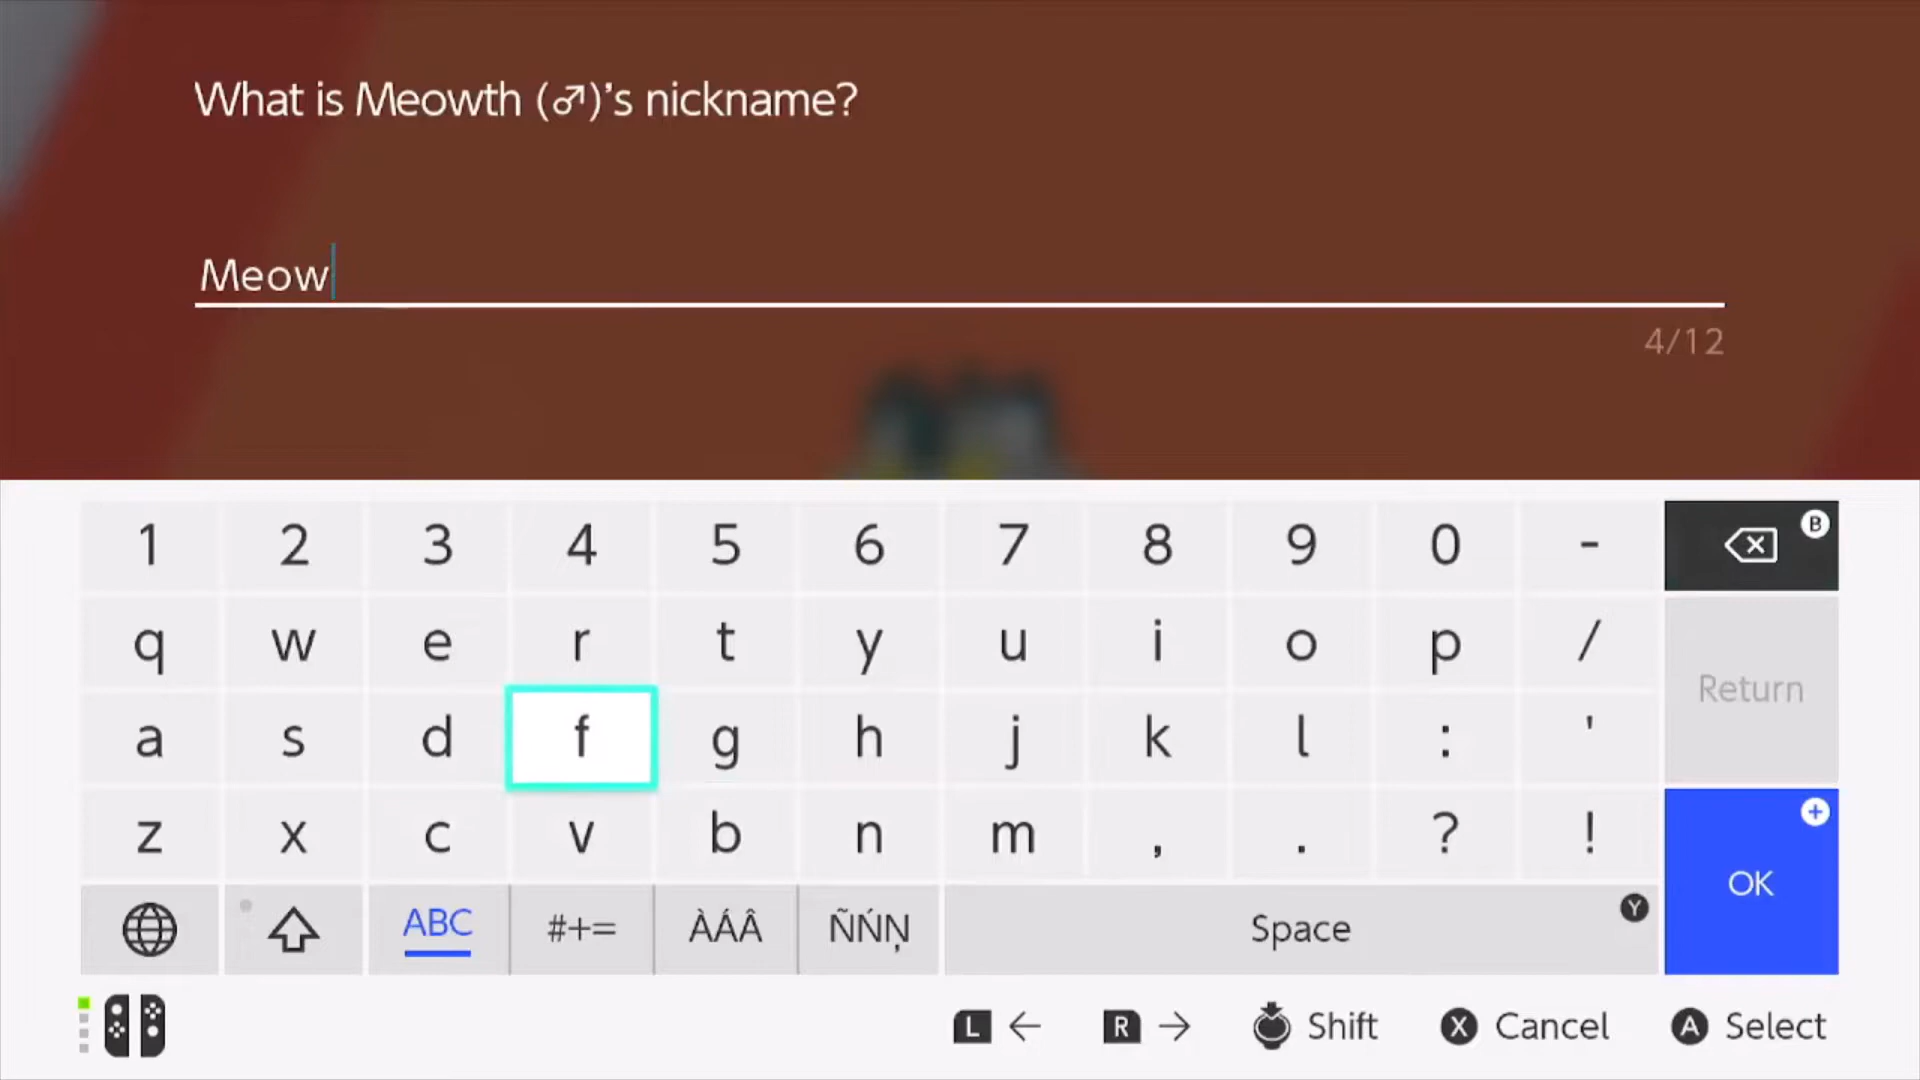 What is Meowth (♂)'s nickname?
Meow
4/12
1 2 3 4 5 6 7 8 9 0 - B
q w e r t y u i o p /
Return
a s d f g h j k l : '
z x c v b n m , . ? ! +
OK
ABC #+= ÀÁÂ ÑŃŅ Space Y
L ← R → Shift X Cancel A Select